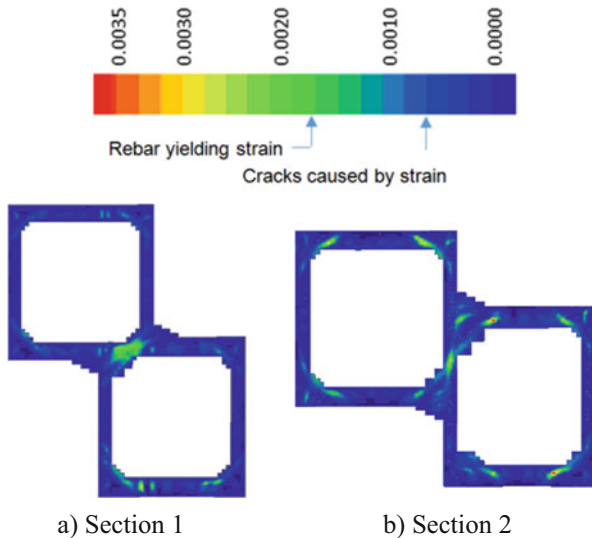 0.0035 0.0030 0.0020 0.0010 0.0000
Rebar yielding strain
Cracks caused by strain
a) Section 1 b) Section 2